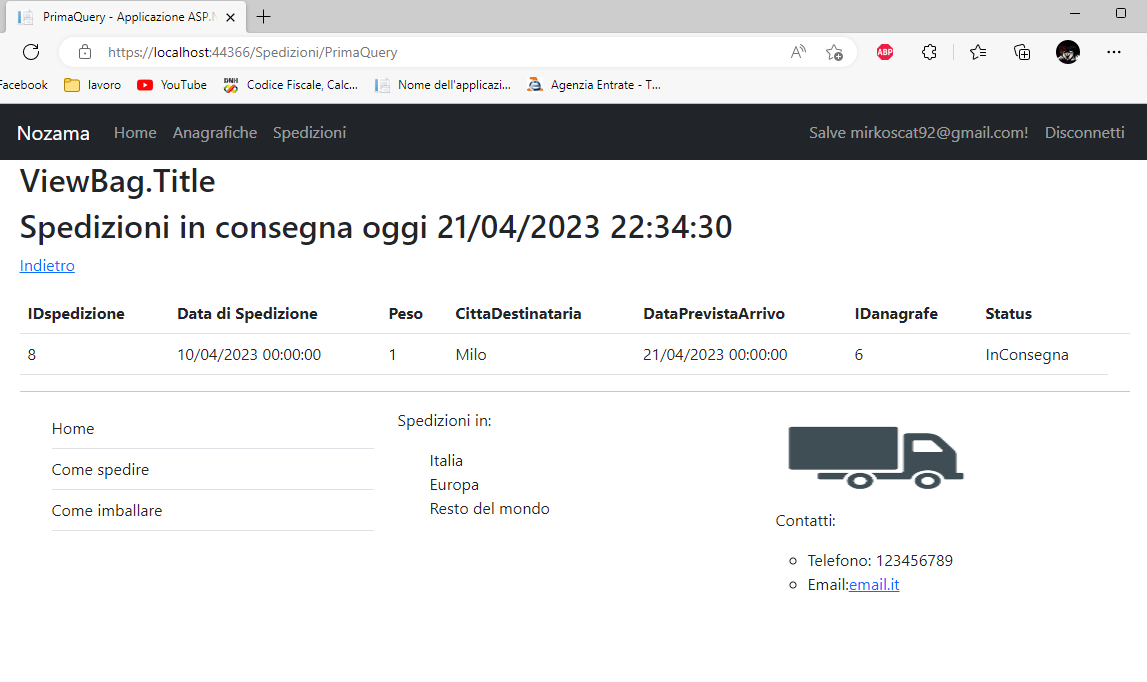 PrimaQuery - Applicazione ASP.N
https://localhost:44366/Spedizioni/PrimaQuery
ABP
Facebook lavoro YouTube Codice Fiscale, Calc... Nome dell'applicazi... Agenzia Entrate - T...
Nozama Home Anagrafiche Spedizioni Salve mirkoscat92@gmail.com! Disconnetti
ViewBag.Title
Spedizioni in consegna oggi 21/04/2023 22:34:30
Indietro
IDspedizione Data di Spedizione Peso CittaDestinataria DataPrevistaArrivo IDanagrafe Status
8 10/04/2023 00:00:00 1 Milo 21/04/2023 00:00:00 6 InConsegna
Home
Come spedire
Come imballare
Spedizioni in:
Italia
Europa
Resto del mondo
Contatti:
Telefono: 123456789
Email:email.it